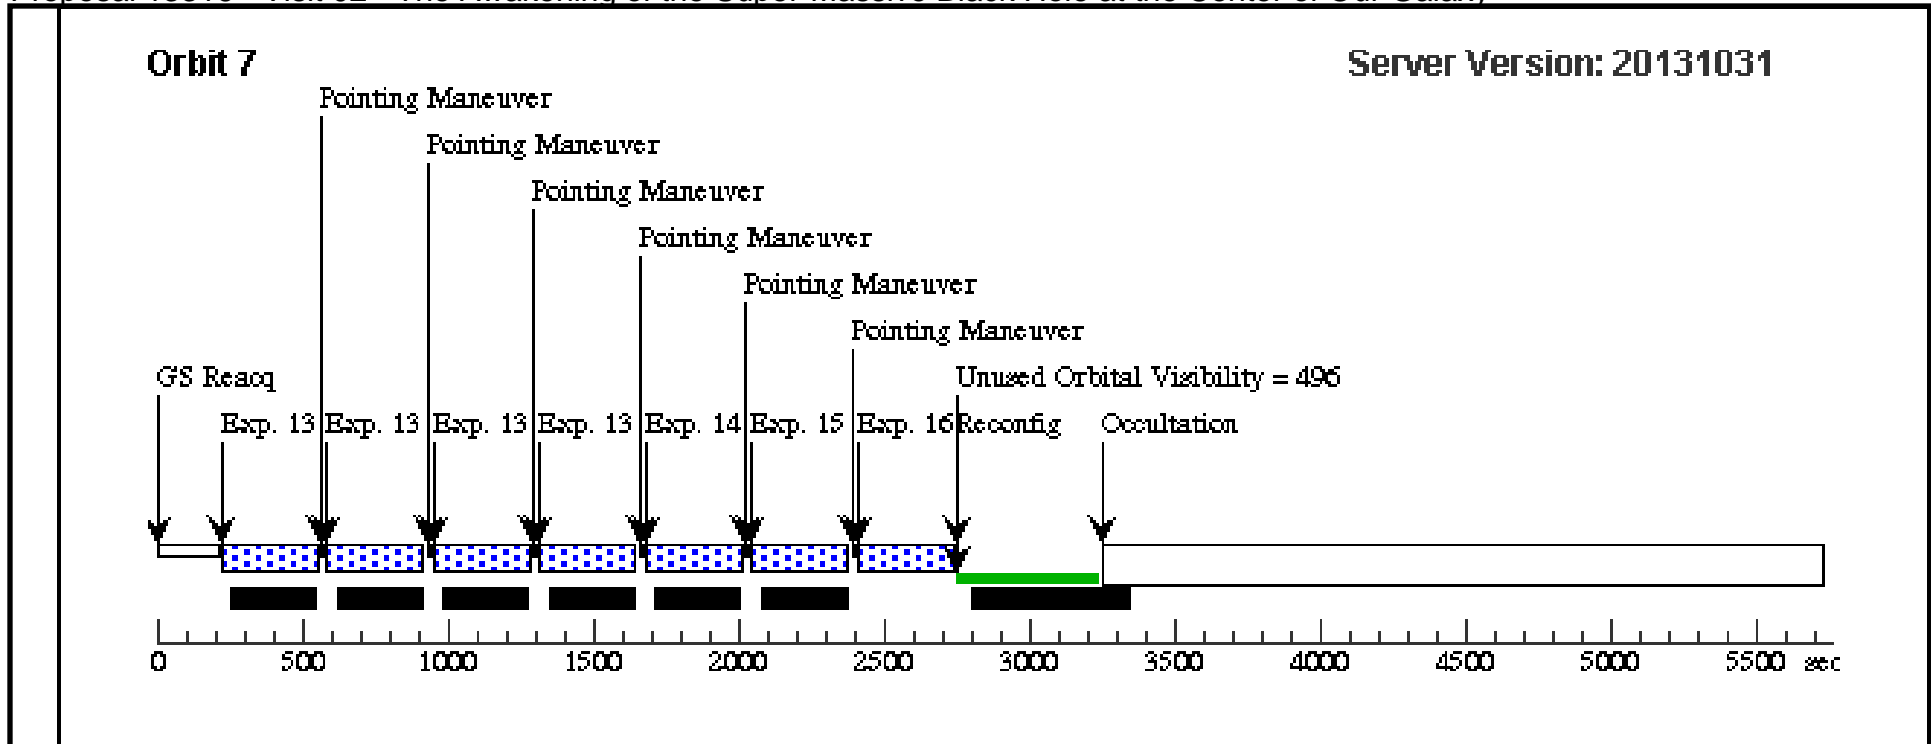 Orbit 7
Server Version: 20131031
Pointing Maneuver
Pointing Maneuver
Pointing Maneuver
Pointing Maneuver
Pointing Maneuver
Pointing Maneuver
GS Reacq
Unused Orbital Visibility = 496
Exp. 13 Exp. 13 Exp. 13 Exp. 13 Exp. 14 Exp. 15 Exp. 16 Reconfig Occultation
0 500 1000 1500 2000 2500 3000 3500 4000 4500 5000 5500 sec